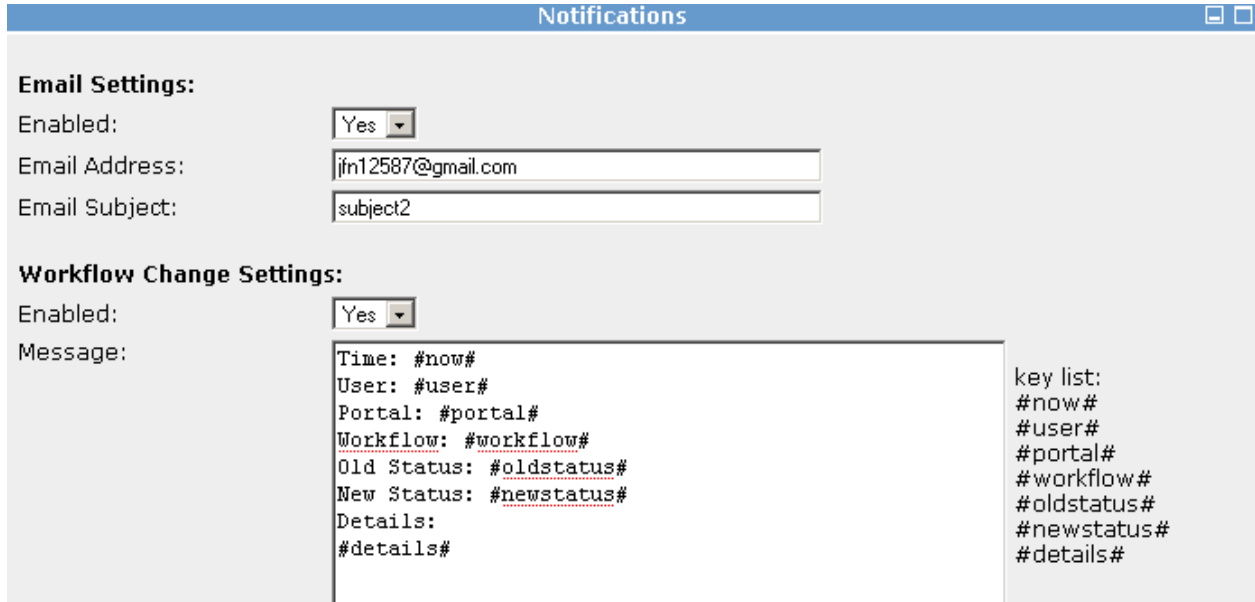 Notifications
Email Settings:
Enabled: Yes
Email Address: jfn12587@gmail.com
Email Subject: subject2
Workflow Change Settings:
Enabled: Yes
Message:
Time: #now#
User: #user#
Portal: #portal#
Workflow: #workflow#
Old Status: #oldstatus#
New Status: #newstatus#
Details:
#details#
key list:
#now#
#user#
#portal#
#workflow#
#oldstatus#
#newstatus#
#details#